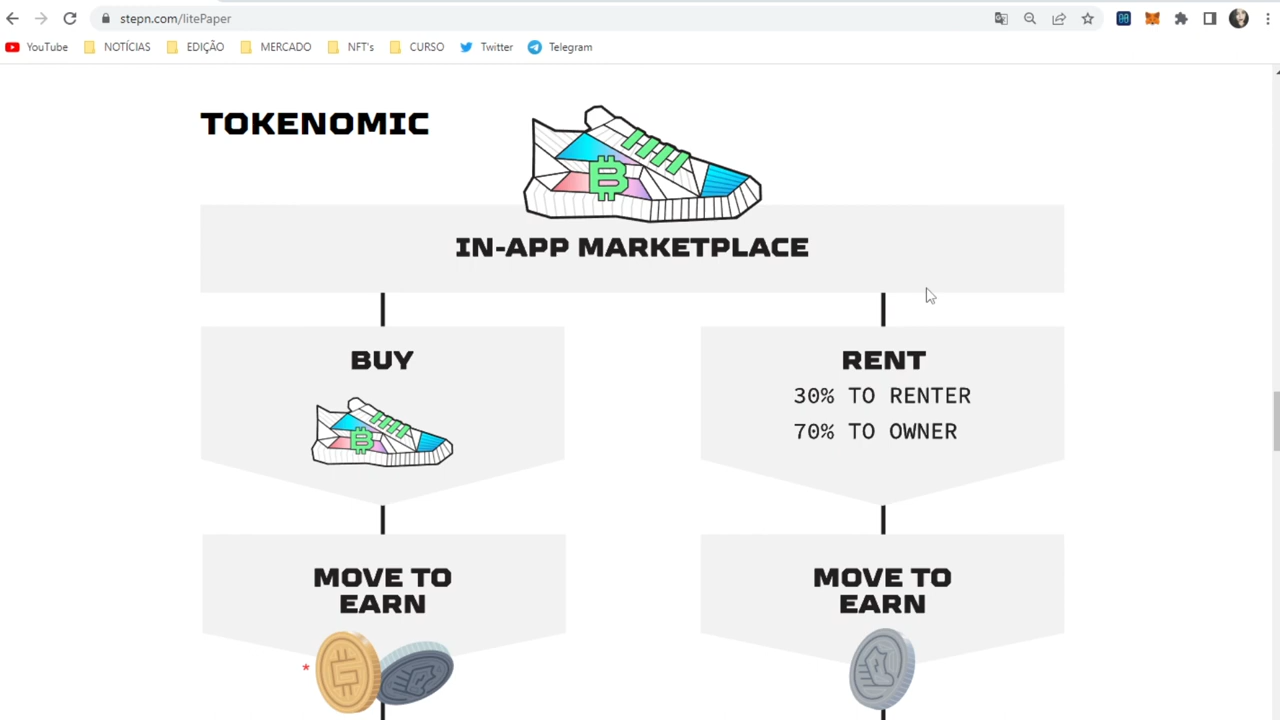 stepn.com/litePaper
YouTube NOTÍCIAS EDIÇÃO MERCADO NFT's CURSO Twitter Telegram
TOKENOMIC
IN-APP MARKETPLACE
BUY
RENT
30% TO RENTER
70% TO OWNER
MOVE TO
EARN
MOVE TO
EARN
*